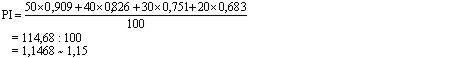 PI = 50×0,909+40×0,826+30×0,751+20×0,683
100
= 114,68 : 100
= 1,1468 ~ 1,15